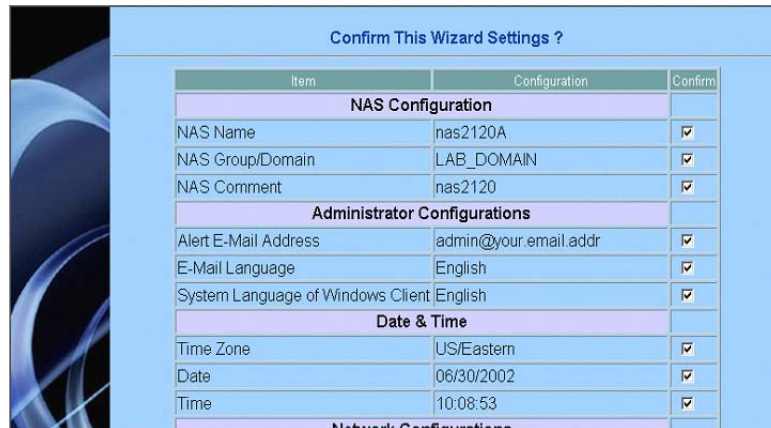 Confirm This Wizard Settings ?
Item Configuration Confirm
NAS Configuration
NAS Name nas2120A
NAS Group/Domain LAB_DOMAIN
NAS Comment nas2120
Administrator Configurations
Alert E-Mail Address admin@your.email.addr
E-Mail Language English
System Language of Windows Client English
Date & Time
Time Zone US/Eastern
Date 06/30/2002
Time 10:08:53
Network Configurations